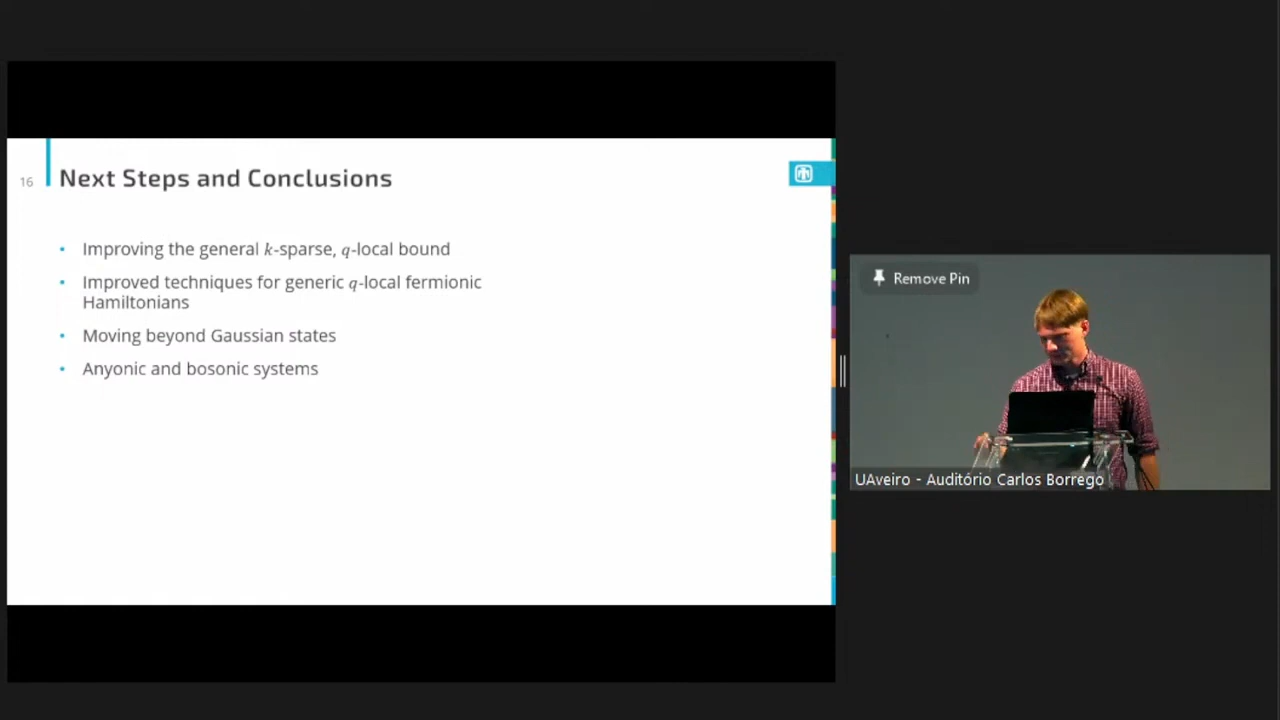 16
Next Steps and Conclusions
• Improving the general k-sparse, q-local bound
• Improved techniques for generic q-local fermionic
Hamiltonians
• Moving beyond Gaussian states
• Anyonic and bosonic systems
Remove Pin
UAveiro - Auditório Carlos Borrego